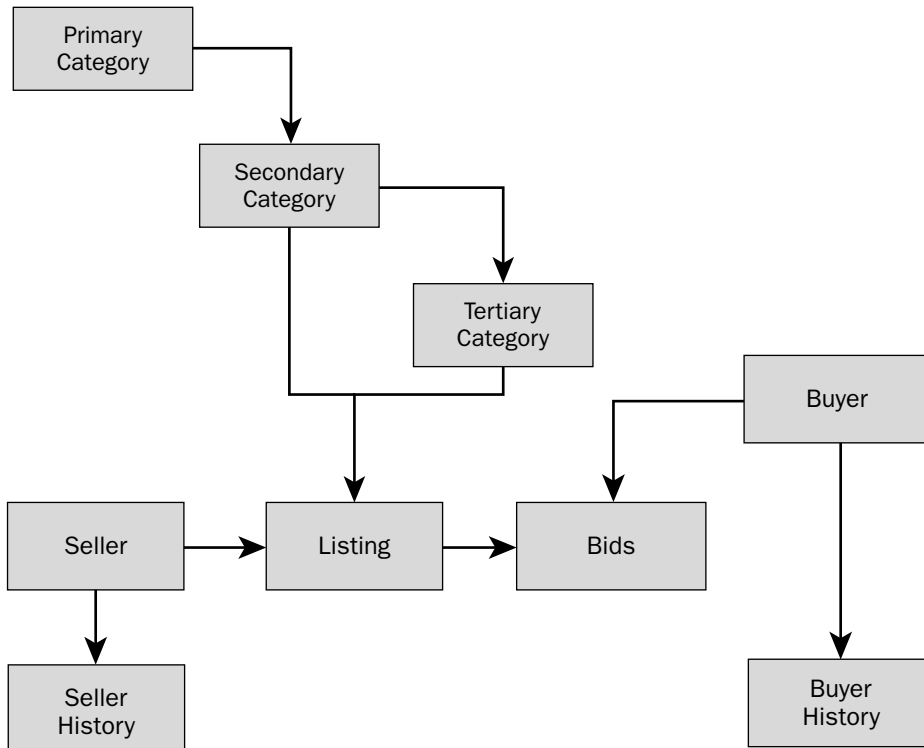 Primary
Category
Secondary
Category
Tertiary
Category
Buyer
Seller
Listing
Bids
Seller
History
Buyer
History